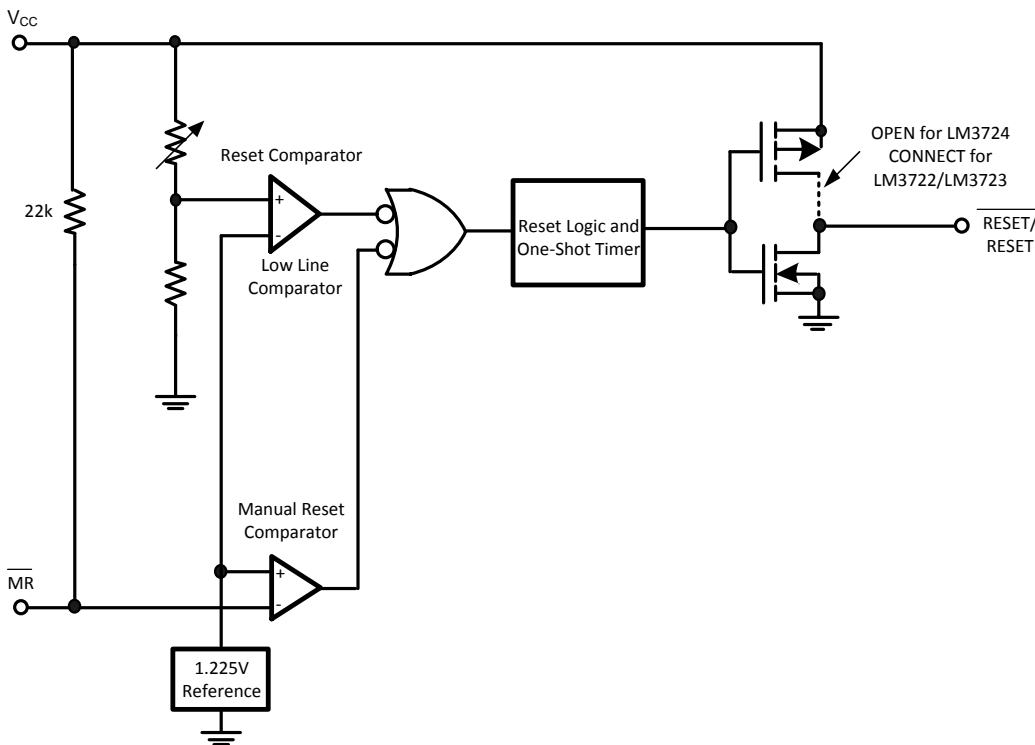 VCC
OPEN for LM3724
CONNECT for
LM3722/LM3723
Reset Comparator
22k
+
-
Low Line
Comparator
Reset Logic and
One-Shot Timer
RESET/
RESET
Manual Reset
Comparator
MR
+
-
1.225V
Reference